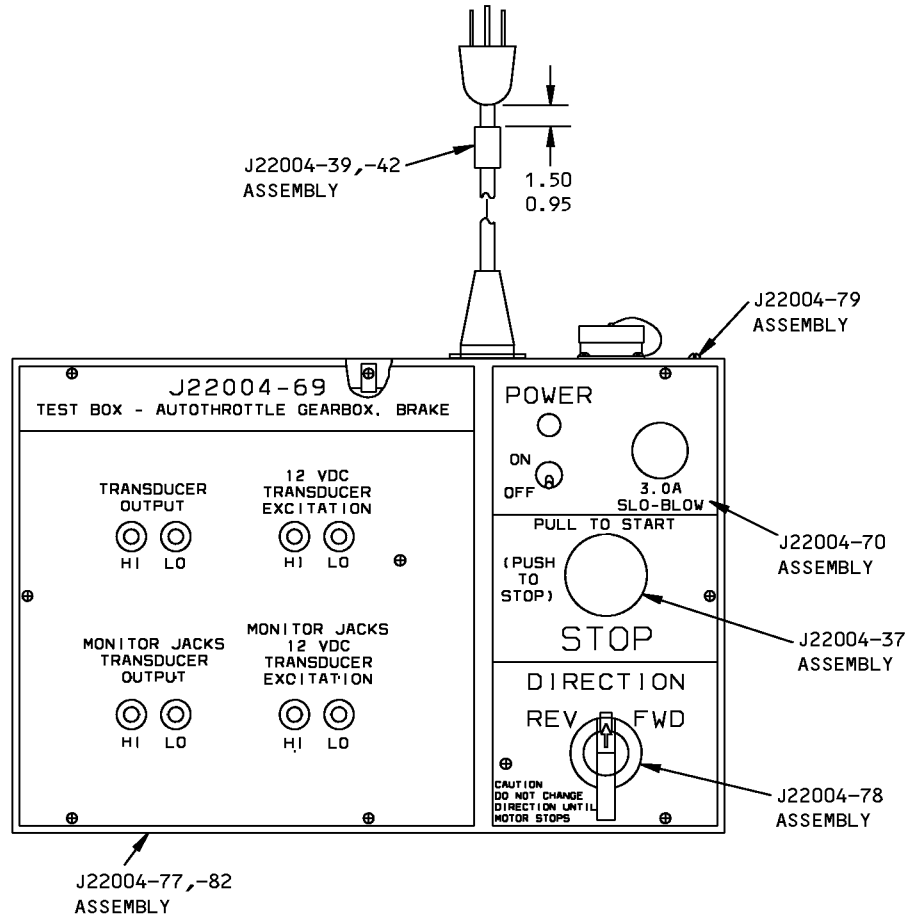 J22004-39,-42
ASSEMBLY
1.50
0.95
J22004-79
ASSEMBLY
J22004-69
TEST BOX - AUTOTHROTTLE GEARBOX, BRAKE
POWER
ON
OFF
3.0A
SLO-BLOW
J22004-70
ASSEMBLY
TRANSDUCER
OUTPUT
HI LO
12 VDC
TRANSDUCER
EXCITATION
HI LO
PULL TO START
(PUSH
TO
STOP)
STOP
J22004-37
ASSEMBLY
MONITOR JACKS
TRANSDUCER
OUTPUT
HI LO
MONITOR JACKS
12 VDC
TRANSDUCER
EXCITATION
HI LO
DIRECTION
REV FWD
CAUTION
DO NOT CHANGE
DIRECTION UNTIL
MOTOR STOPS
J22004-78
ASSEMBLY
J22004-77,-82
ASSEMBLY